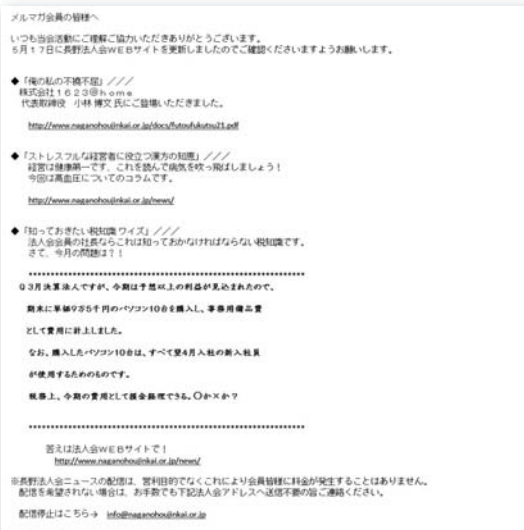 メルマガ会員の皆様へ
いつも当会活動にご理解ご協力いただきありがとうございます。
5月17日に長野法人会WEBサイトを更新しましたのでご確認くださいますようお願いします。
◆「俺の私の不撓不屈」///
株式会社1623@home
代表取締役 小林 博文 氏にご登場いただきました。
http://www.naganohoujinkai.or.jp/docs/futoufukutsu21.pdf
◆「ストレスフルな経営者に役立つ漢方の知恵」///
経営は健康第一です、これを読んで病気を吹っ飛ばしましょう!
今回は高血圧についてのコラムです。
http://www.naganohoujinkai.or.jp/news/
◆「知っておきたい税知識 クイズ」///
法人会会員の社長ならこれは知っておかなければならない税知識です。
さて、今月の問題は?!
******************************************************************
Q3月決算法人ですが、今期は予想以上の利益が見込まれたので、
期末に単価9万5千円のパソコン10台を購入し、事務用備品費
として費用に計上しました。
なお、購入したパソコン10台は、すべて翌4月入社の新入社員
が使用するためのものです。
税務上、今期の費用として損金経理できる。〇か×か?
******************************************************************
答えは法人会WEBサイトで!
http://www.naganohoujinkai.or.jp/news/
※長野法人会ニュースの配信は、営利目的でなくこれにより会員皆様に料金が発生することはありません。
配信を希望されない場合は、お手数でも下記法人会アドレスへ送信不要の旨ご連絡ください。
配信停止はこちら→ info@naganohoujinkai.or.jp